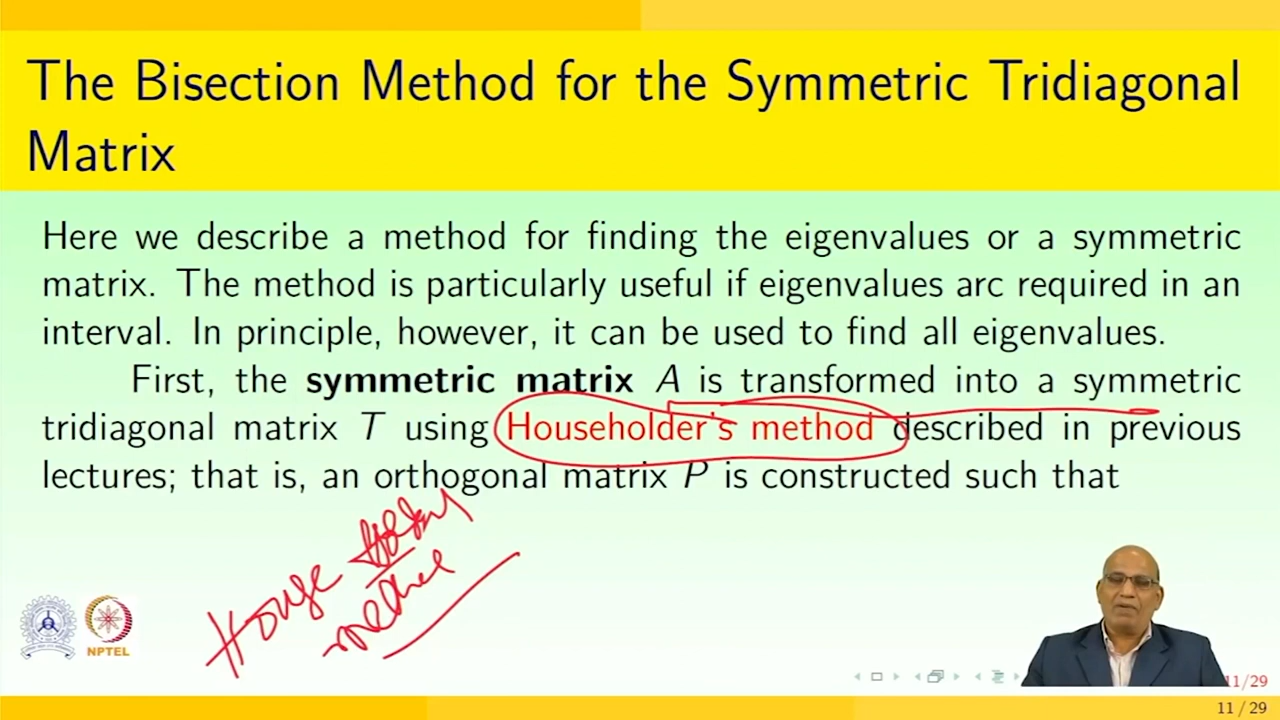 The Bisection Method for the Symmetric Tridiagonal
Matrix
Here we describe a method for finding the eigenvalues or a symmetric
matrix. The method is particularly useful if eigenvalues arc required in an
interval. In principle, however, it can be used to find all eigenvalues.
First, the symmetric matrix A is transformed into a symmetric
tridiagonal matrix T using Householder's method described in previous
lectures; that is, an orthogonal matrix P is constructed such that
House
NPTEL
11/29
11 / 29